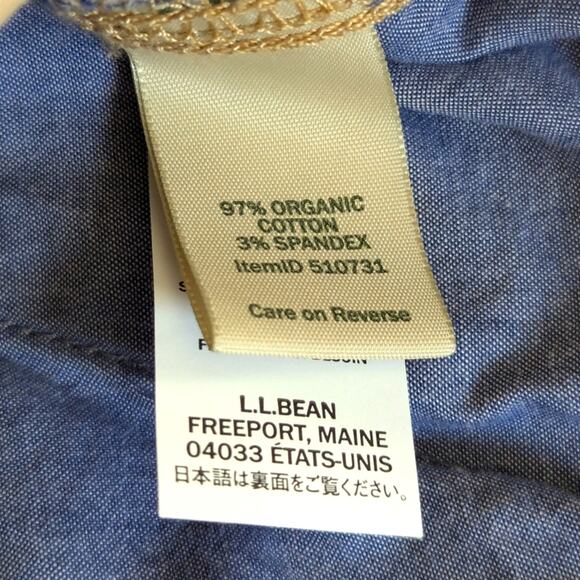 97% ORGANIC
COTTON
3% SPANDEX
ItemID 510731
Care on Reverse
L.L.BEAN
FREEPORT, MAINE
04033 ÉTATS-UNIS
日本語は裏面をご覧ください。